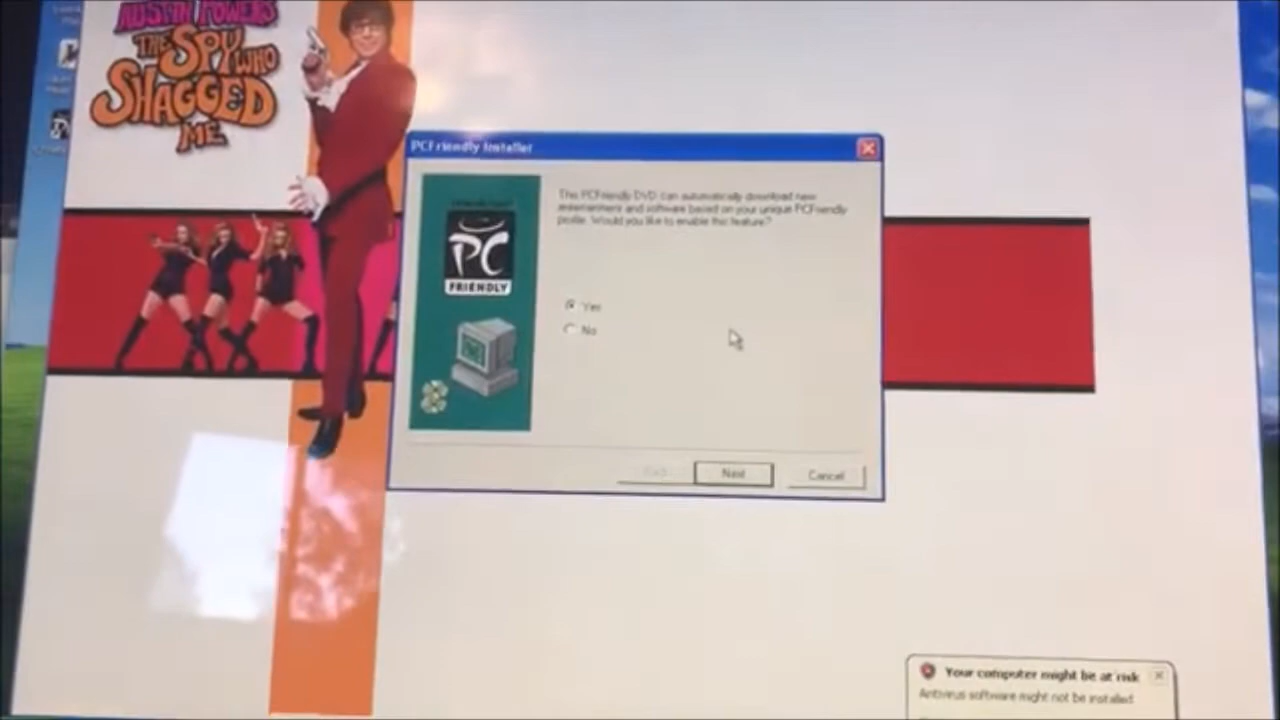 AUSTIN POWERS
THE SPY WHO
SHAGGED
ME
PCFriendly Installer
This PCFriendly DVD can automatically download new
entertainment and software based on your unique PCFriendly
profile. Would you like to enable this feature?
PC
FRIENDLY
Yes
No
Back
Next
Cancel
Your computer might be at risk
Antivirus software might not be installed